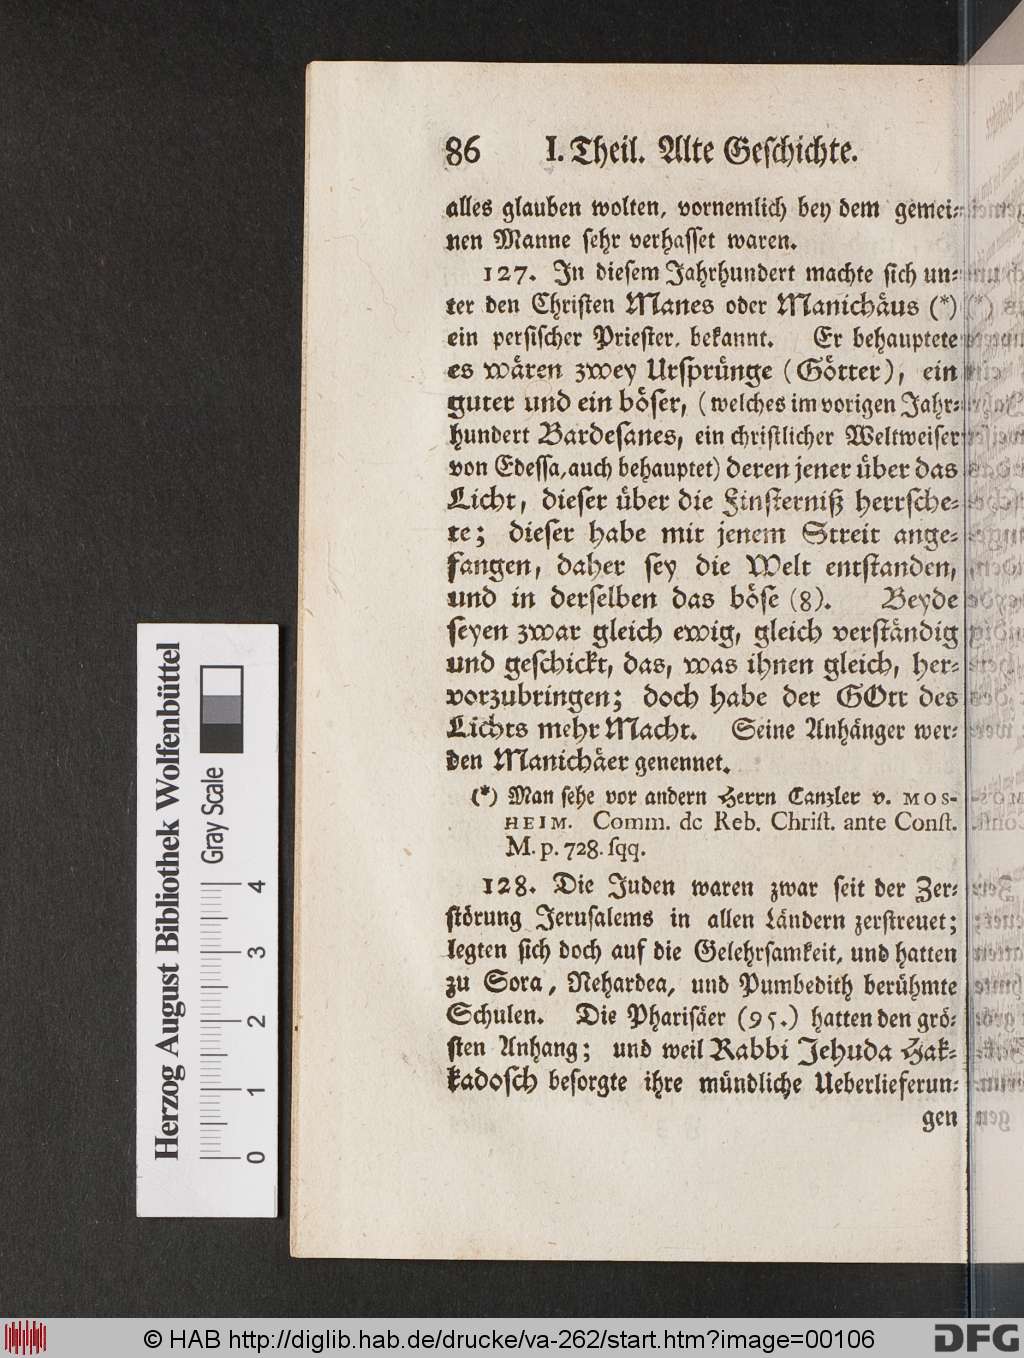 86 I. Theil. Alte Geſchichte.
alles glauben wolten, vornemlich bey dem gemei⸗
nen Manne ſehr verhaſſet waren.
127. In dieſem Jahrhundert machte ſich un⸗
ter den Chriſten Manes oder Manichäus (*)
ein perſiſcher Prieſter, bekannt. Er behauptete
es wären zwey Urſprünge (Götter), ein
guter und ein böſer, (welches im vorigen Jahr⸗
hundert Bardeſanes, ein chriſtlicher Weltweiſer
von Edeſſa, auch behauptet) deren jener über das
Licht, dieſer über die Finſterniß herrſche⸗
te; dieſer habe mit jenem Streit ange⸗
fangen, daher ſey die Welt entſtanden,
und in derſelben das böſe (8). Beyde
ſeyen zwar gleich ewig, gleich verſtändig
und geſchickt, das, was ihnen gleich, her⸗
vorzubringen; doch habe der GOtt des
Lichts mehr Macht. Seine Anhänger wer⸗
den Manichäer genennet.
(*) Man ſehe vor andern Herrn Canzler v. MOS-
HEIM. Comm. de Reb. Chriſt. ante Conſt.
M. p. 728. ſqq.
128. Die Juden waren zwar ſeit der Zer⸗
ſtörung Jeruſalems in allen Ländern zerſtreuet;
legten ſich doch auf die Gelehrſamkeit, und hatten
zu Sora, Nehardea, und Pumbedith berühmte
Schulen. Die Phariſäer (95.) hatten den grö⸗
ſten Anhang; und weil Rabbi Jehuda Hak⸗
kadoſch beſorgte ihre mündliche Ueberlieferun⸗
gen
Herzog August Bibliothek Wolfenbüttel
Gray Scale
0 1 2 3 4
© HAB http://diglib.hab.de/drucke/va-262/start.htm?image=00106
DFG